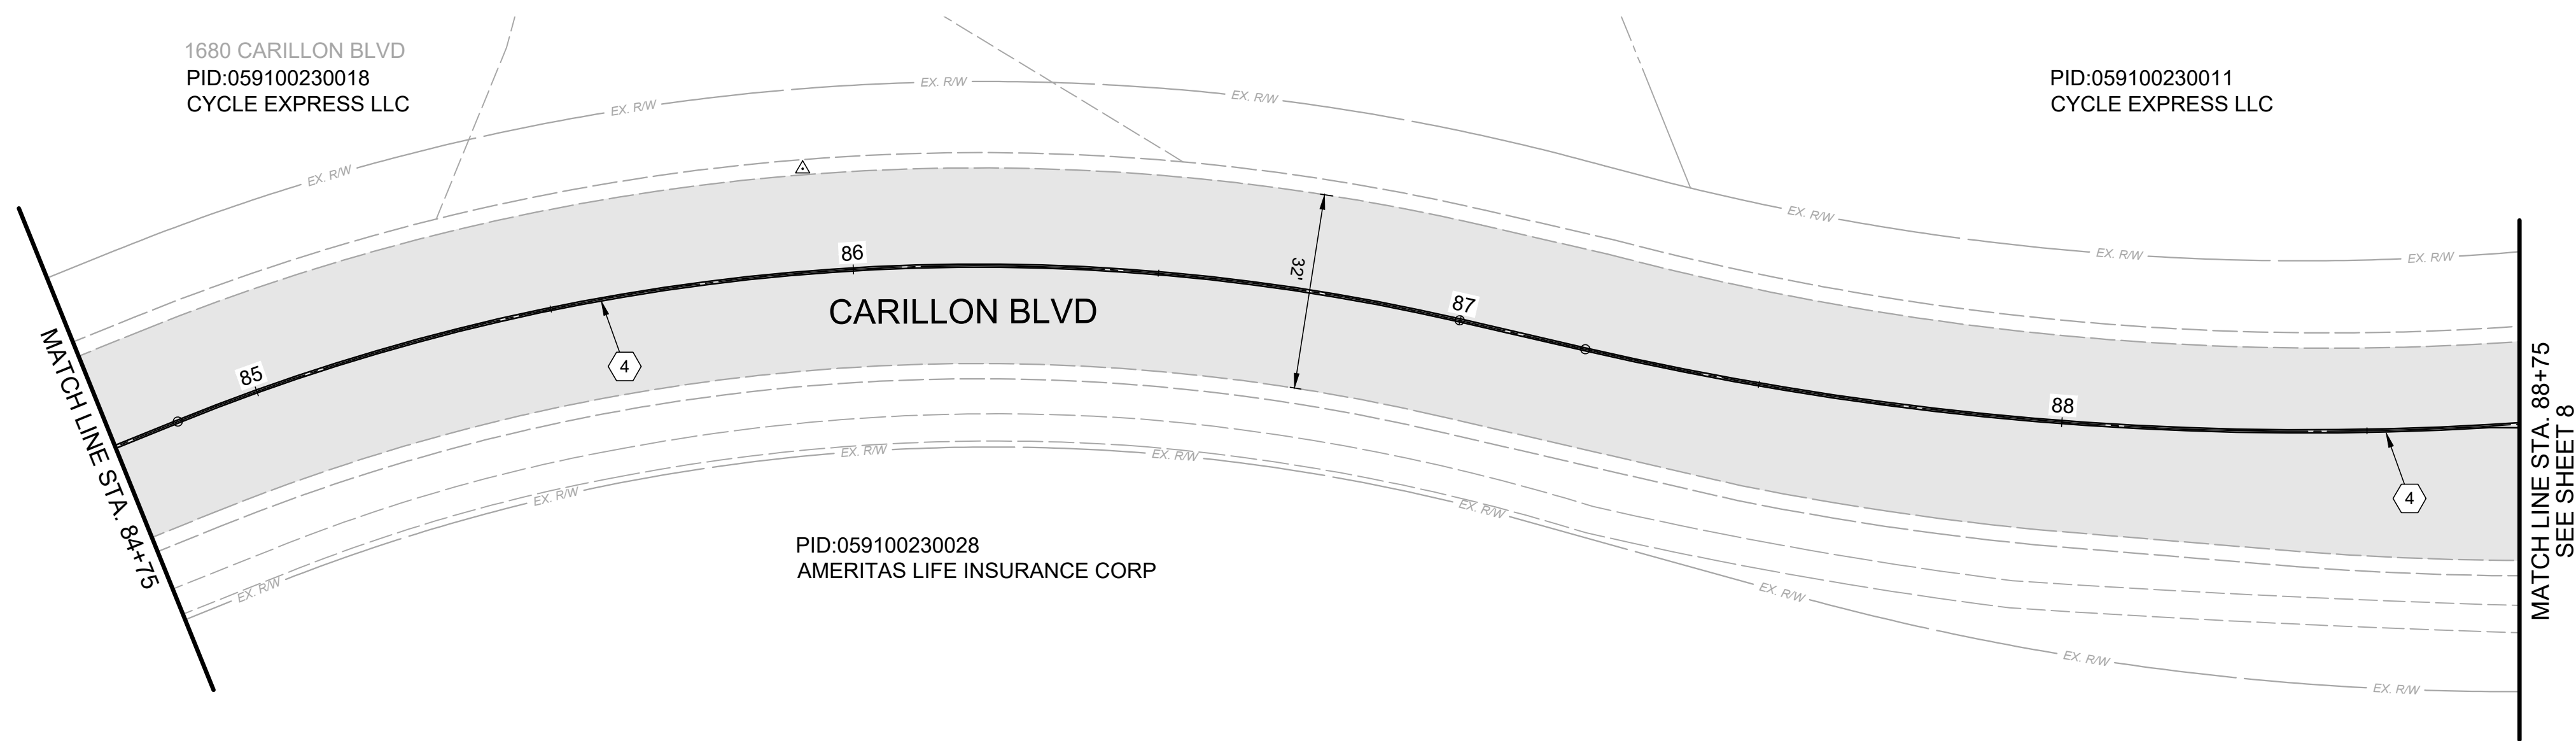 1680 CARILLON BLVD
PID:059100230018
CYCLE EXPRESS LLC
PID:059100230011
CYCLE EXPRESS LLC
EX. R/W
EX. R/W
EX. R/W
EX. R/W
EX. R/W
EX. R/W
EX. R/W
MATCH LINE STA. 84+75
85
86
87
88
32'
CARILLON BLVD
4
4
EX. R/W
EX. R/W
EX. R/W
EX. R/W
EX. R/W
EX. R/W
EX. R/W
EX. R/W
PID:059100230028
AMERITAS LIFE INSURANCE CORP
MATCH LINE STA. 88+75
SEE SHEET 8